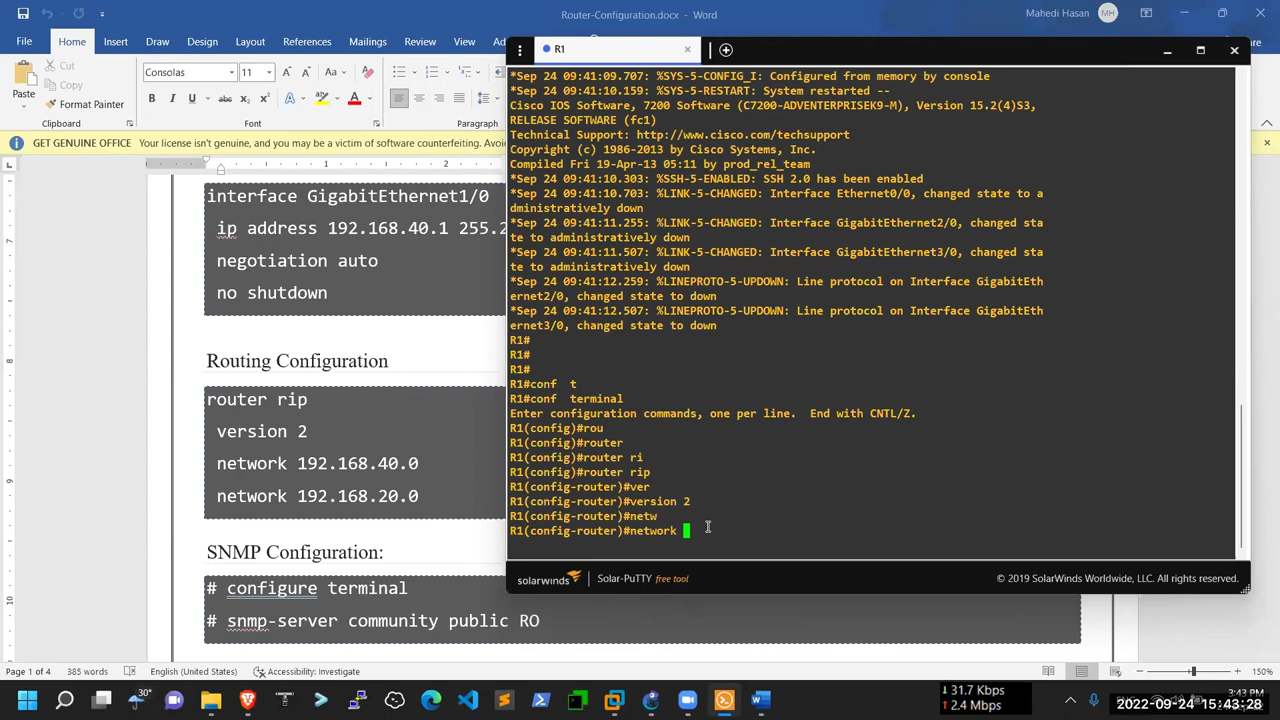 Router-Configuration.docx - Word
Mahedi Hasan MH
File Home Insert Draw Design Layout References Mailings Review View
Cut
Copy
Format Painter
Paste
Clipboard
Consolas 11 A A Aa
B I U ab
Font
Paragraph
GET GENUINE OFFICE Your license isn't genuine, and you may be a victim of software counterfeiting. Avoi
interface GigabitEthernet1/0
ip address 192.168.40.1 255.2
negotiation auto
no shutdown
Routing Configuration
router rip
version 2
network 192.168.40.0
network 192.168.20.0
SNMP Configuration:
# configure terminal
# snmp-server community public RO
R1
*Sep 24 09:41:09.707: %SYS-5-CONFIG_I: Configured from memory by console
*Sep 24 09:41:10.159: %SYS-5-RESTART: System restarted --
Cisco IOS Software, 7200 Software (C7200-ADVENTERPRISEK9-M), Version 15.2(4)S3,
RELEASE SOFTWARE (fc1)
Technical Support: http://www.cisco.com/techsupport
Copyright (c) 1986-2013 by Cisco Systems, Inc.
Compiled Fri 19-Apr-13 05:11 by prod_rel_team
*Sep 24 09:41:10.303: %SSH-5-ENABLED: SSH 2.0 has been enabled
*Sep 24 09:41:10.703: %LINK-5-CHANGED: Interface Ethernet0/0, changed state to a
dministratively down
*Sep 24 09:41:11.255: %LINK-5-CHANGED: Interface GigabitEthernet2/0, changed sta
te to administratively down
*Sep 24 09:41:11.507: %LINK-5-CHANGED: Interface GigabitEthernet3/0, changed sta
te to administratively down
*Sep 24 09:41:12.259: %LINEPROTO-5-UPDOWN: Line protocol on Interface GigabitEth
ernet2/0, changed state to down
*Sep 24 09:41:12.507: %LINEPROTO-5-UPDOWN: Line protocol on Interface GigabitEth
ernet3/0, changed state to down
R1#
R1#
R1#
R1#conf  t
R1#conf  terminal
Enter configuration commands, one per line.  End with CNTL/Z.
R1(config)#rou
R1(config)#router
R1(config)#router ri
R1(config)#router rip
R1(config-router)#ver
R1(config-router)#version 2
R1(config-router)#netw
R1(config-router)#network
solarwinds Solar-PuTTY free tool © 2019 SolarWinds Worldwide, LLC. All rights reserved.
Page 1 of 4 385 words English (United States) Accessibility: Investigate 150%
30° ↓ 31.7 Kbps 3:43 PM
↑ 2.4 Mbps 2022-09-24 15:43:28